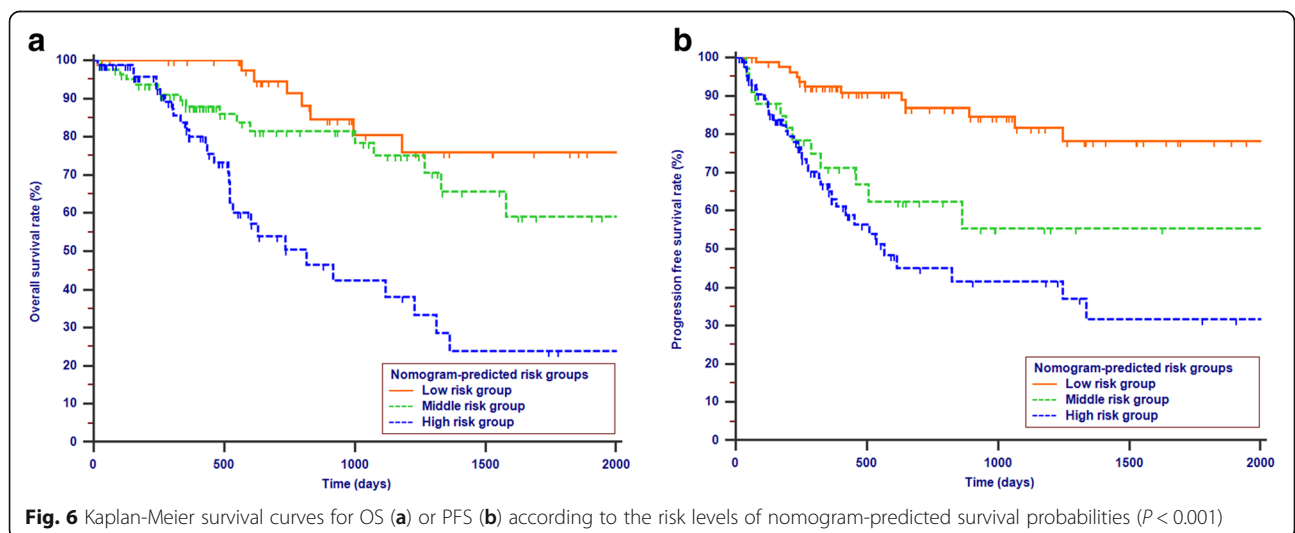 a
Overall survival rate (%)
100
90
80
70
60
50
40
30
20
10
0
0 500 1000 1500 2000
Time (days)
Nomogram-predicted risk groups
Low risk group
Middle risk group
High risk group
b
Progression free survival rate (%)
100
90
80
70
60
50
40
30
20
10
0
0 500 1000 1500 2000
Time (days)
Nomogram-predicted risk groups
Low risk group
Middle risk group
High risk group
Fig. 6 Kaplan-Meier survival curves for OS (a) or PFS (b) according to the risk levels of nomogram-predicted survival probabilities (P < 0.001)